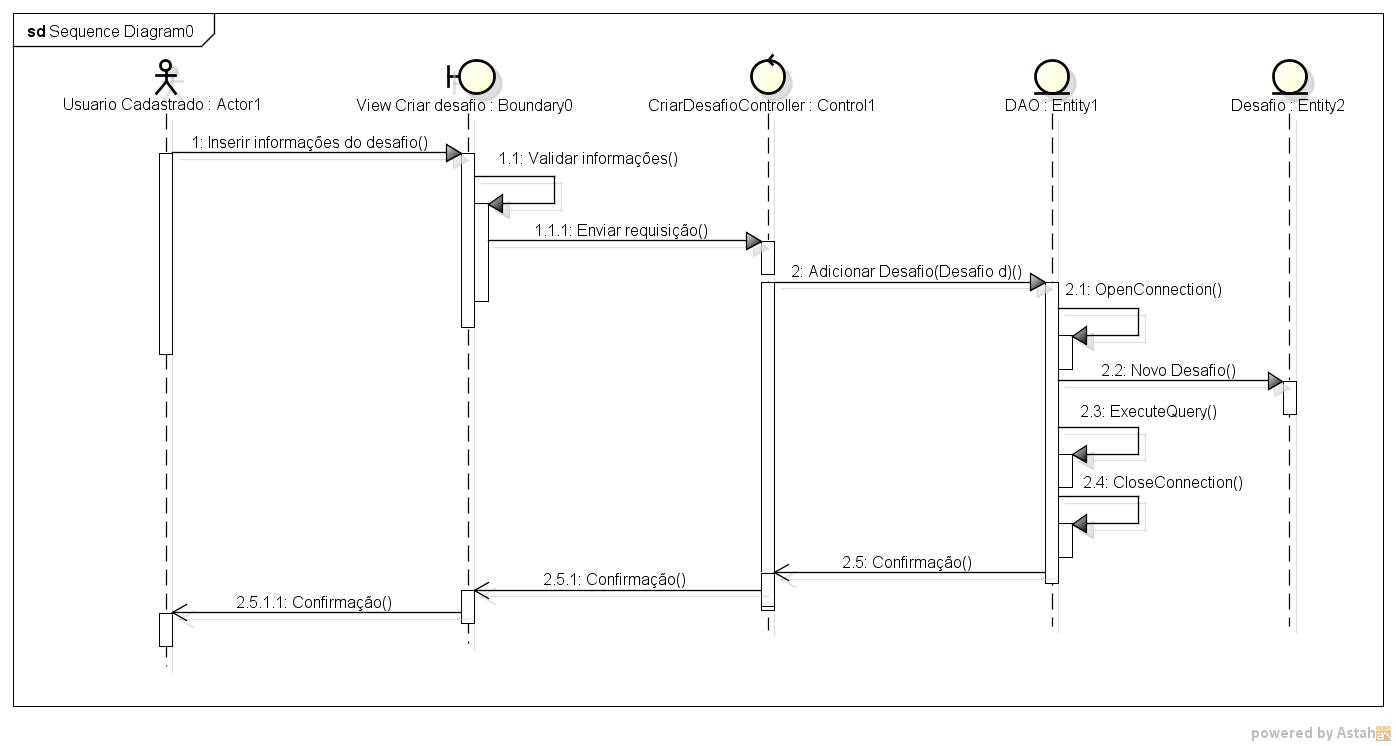 sd Sequence Diagram0
Usuario Cadastrado : Actor1
View Criar desafio : Boundary0
CriarDesafioController : Control1
DAO : Entity1
Desafio : Entity2
1: Inserir informações do desafio()
1.1: Validar informações()
1.1.1: Enviar requisição()
2: Adicionar Desafio(Desafio d)()
2.1: OpenConnection()
2.2: Novo Desafio()
2.3: ExecuteQuery()
2.4: CloseConnection()
2.5: Confirmação()
2.5.1: Confirmação()
2.5.1.1: Confirmação()
powered by Astah